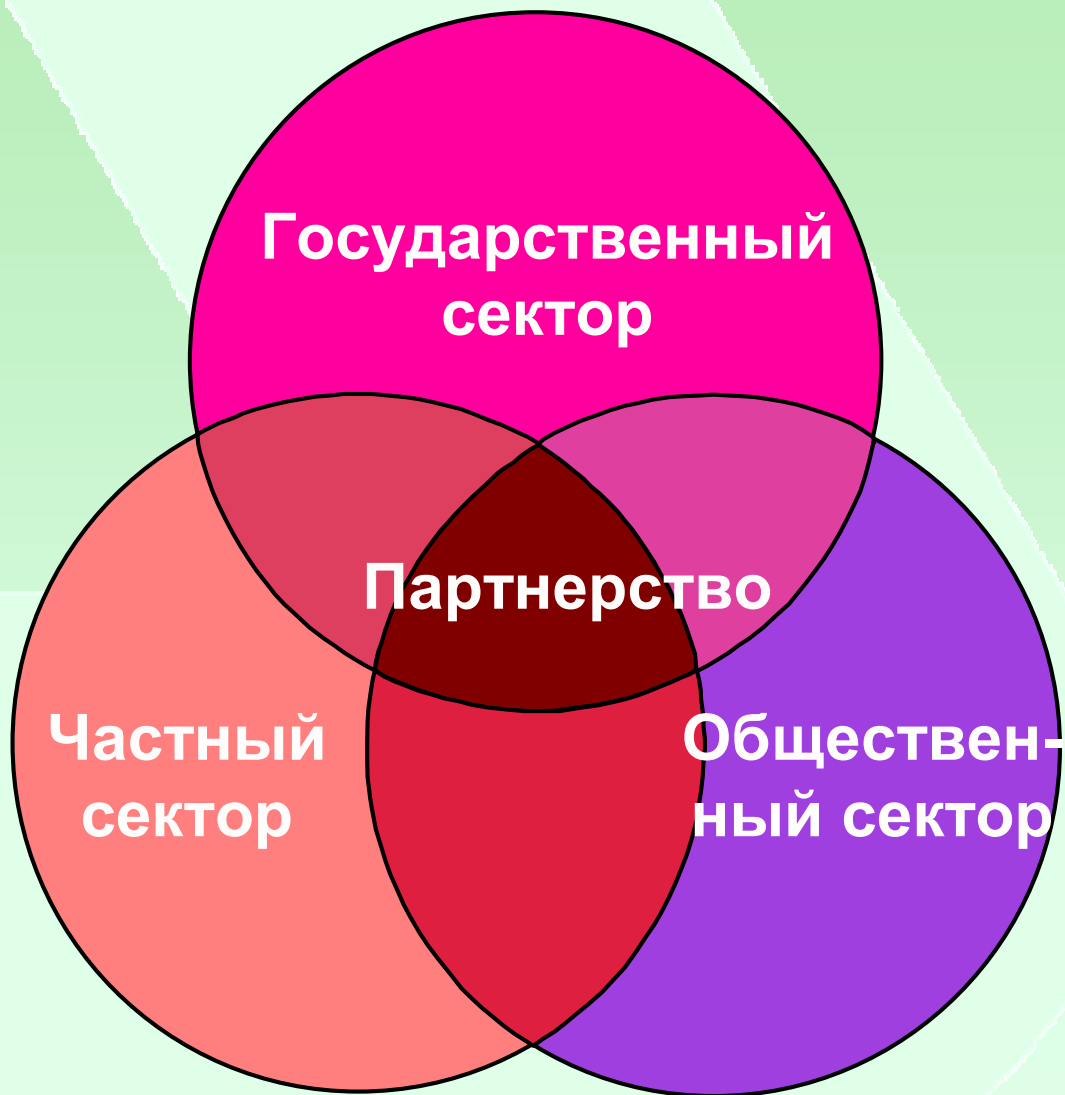 Государственный
сектор
Партнерство
Частный
сектор
Обществен-
ный сектор